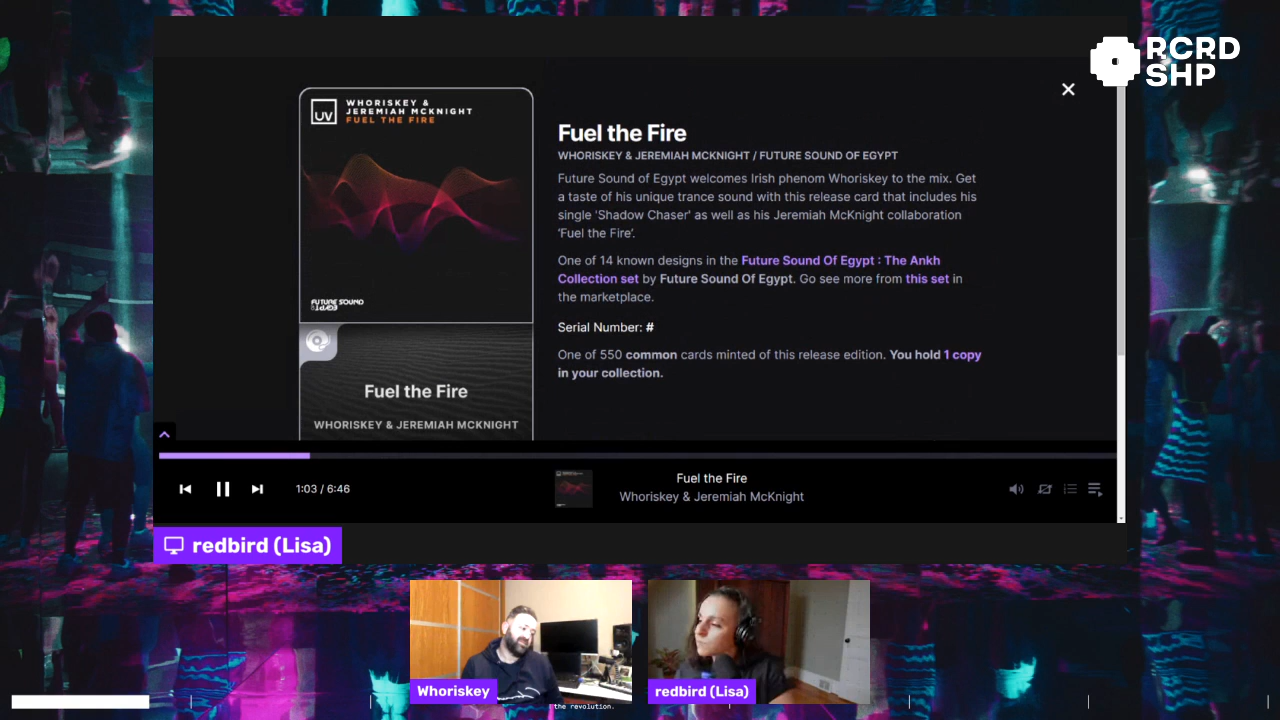 RCRD
SHP
UV
WHORISKEY &
JEREMIAH MCKNIGHT
FUEL THE FIRE
FUTURE SOUND
OF EGYPT
Fuel the Fire
WHORISKEY & JEREMIAH MCKNIGHT
Fuel the Fire
WHORISKEY & JEREMIAH MCKNIGHT / FUTURE SOUND OF EGYPT
Future Sound of Egypt welcomes Irish phenom Whoriskey to the mix. Get
a taste of his unique trance sound with this release card that includes his
single 'Shadow Chaser' as well as his Jeremiah McKnight collaboration
'Fuel the Fire'.
One of 14 known designs in the Future Sound Of Egypt : The Ankh
Collection set by Future Sound Of Egypt. Go see more from this set in
the marketplace.
Serial Number: #
One of 550 common cards minted of this release edition. You hold 1 copy
in your collection.
1:03 / 6:46
Fuel the Fire
Whoriskey & Jeremiah McKnight
redbird (Lisa)
Whoriskey
redbird (Lisa)
the revolution.